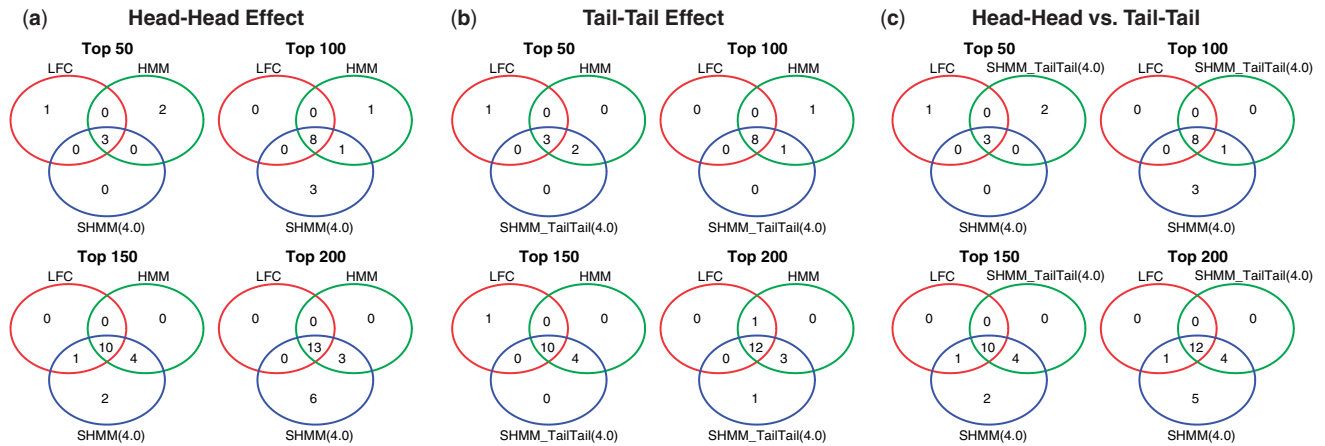 (a) Head-Head Effect (b) Tail-Tail Effect (c) Head-Head vs. Tail-Tail
Top 50 Top 100 Top 50 Top 100 Top 50 Top 100
LFC HMM LFC HMM LFC HMM LFC HMM LFC SHMM_TailTail(4.0) LFC SHMM_TailTail(4.0)
1 0 2 0 0 1 1 0 0 0 0 1 1 0 2 0 0 0
0 3 0 0 8 1 0 3 2 0 8 1 0 3 0 0 8 1
0 3 0 0 0 3
SHMM(4.0) SHMM(4.0) SHMM_TailTail(4.0) SHMM_TailTail(4.0) SHMM(4.0) SHMM(4.0)
Top 150 Top 200 Top 150 Top 200 Top 150 Top 200
LFC HMM LFC HMM LFC HMM LFC HMM LFC SHMM_TailTail(4.0) LFC SHMM_TailTail(4.0)
0 0 0 0 0 0 1 0 0 0 1 0 0 0 0 0 0 0
1 10 4 0 13 3 0 10 4 0 12 3 1 10 4 1 12 4
2 6 0 1 2 5
SHMM(4.0) SHMM(4.0) SHMM_TailTail(4.0) SHMM_TailTail(4.0) SHMM(4.0) SHMM(4.0)